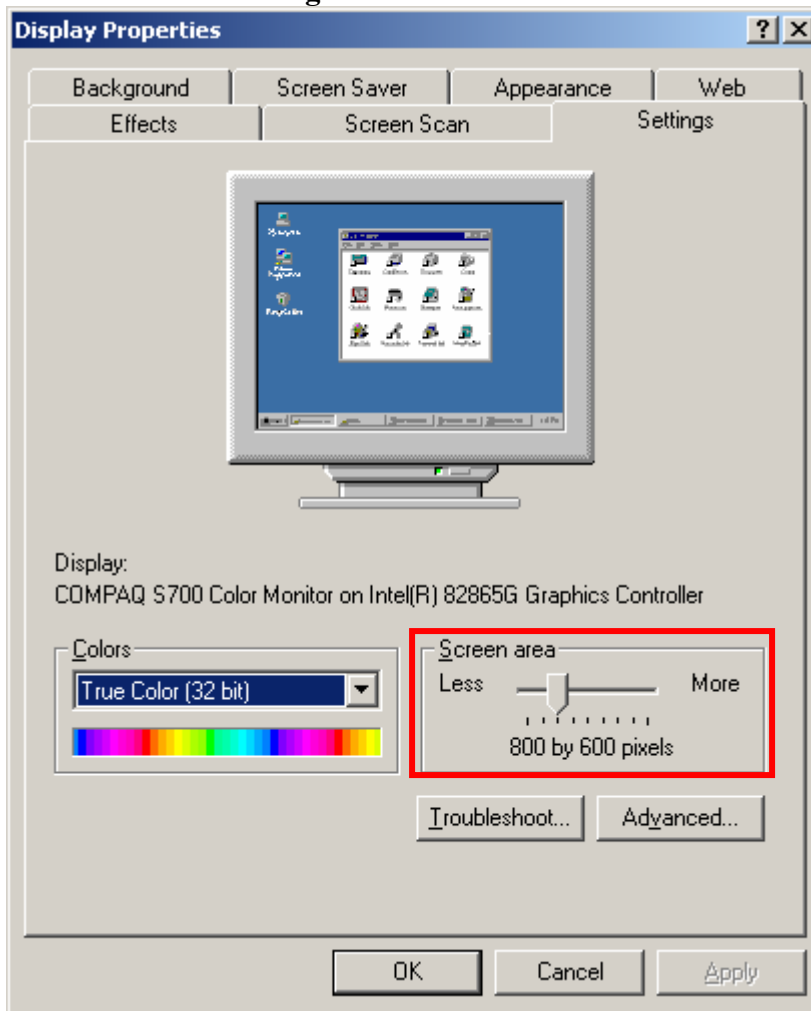 Display Properties
Background Screen Saver Appearance Web
Effects Screen Scan Settings
Display:
COMPAQ S700 Color Monitor on Intel(R) 82865G Graphics Controller
Colors
True Color (32 bit)
Screen area
Less More
800 by 600 pixels
Troubleshoot... Advanced...
OK Cancel Apply